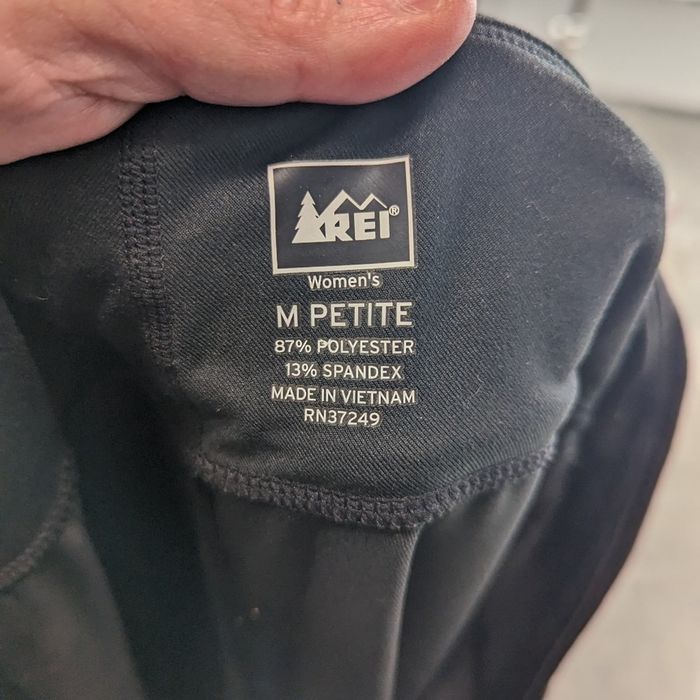 REI®
Women's
M PETITE
87% POLYESTER
13% SPANDEX
MADE IN VIETNAM
RN37249